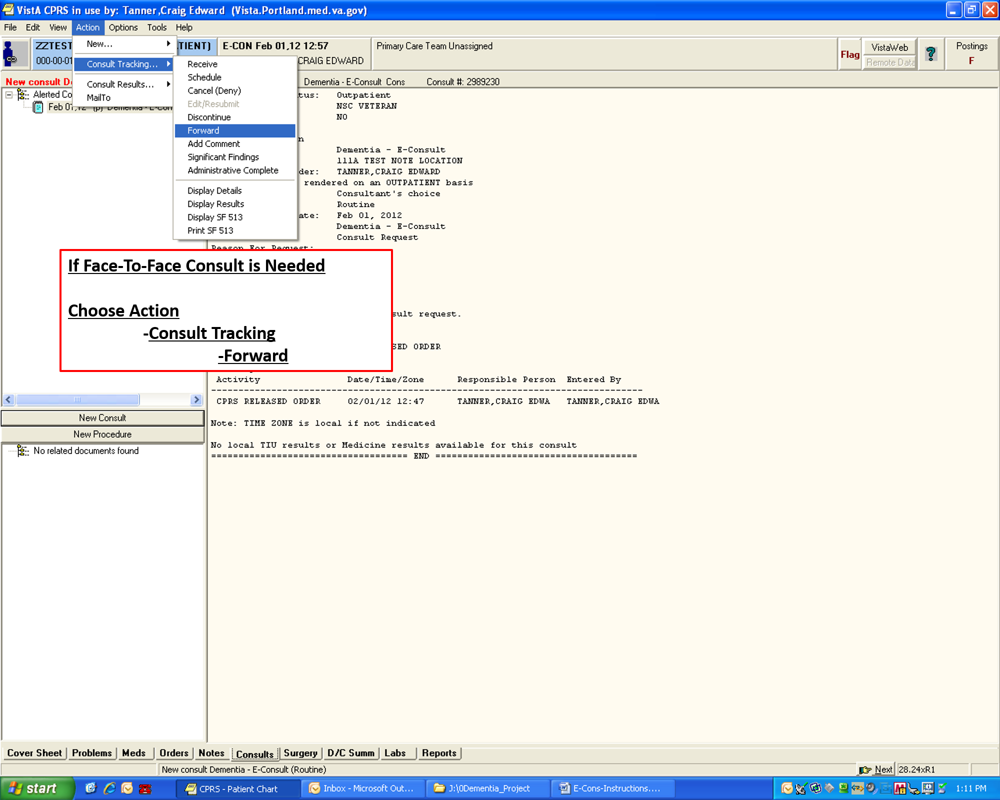 VistA CPRS in use by: Tanner,Craig Edward (Vista.Portland.med.va.gov)
File Edit View Action Options Tools Help
ZZTEST TIENT) E-CON Feb 01,12 12:57 Primary Care Team Unassigned Flag VistaWeb Postings
000-00-01 CRAIG EDWARD Remote Data F
New...
Consult Tracking...
Consult Results...
MailTo
Receive
Schedule
Cancel (Deny)
Edit/Resubmit
Discontinue
Forward
Add Comment
Significant Findings
Administrative Complete
Display Details
Display Results
Display SF 513
Print SF 513
New consult D Dementia - E-Consult Cons Consult #: 2989230
Alerted Co
Feb 01,12 (p) Dementia - E-Con
tus: Outpatient
NSC VETERAN
NO
n
Dementia - E-Consult
111A TEST NOTE LOCATION
der: TANNER,CRAIG EDWARD
rendered on an OUTPATIENT basis
Consultant's choice
Routine
ate: Feb 01, 2012
Dementia - E-Consult
Consult Request
Reason For Request:
If Face-To-Face Consult is Needed
Choose Action
-Consult Tracking
-Forward
sult request.
SED ORDER
Activity Date/Time/Zone Responsible Person Entered By
-------------------------------------------------------------------------------
CPRS RELEASED ORDER 02/01/12 12:47 TANNER,CRAIG EDWA TANNER,CRAIG EDWA
Note: TIME ZONE is local if not indicated
No local TIU results or Medicine results available for this consult
==================================== END =====================================
New Consult
New Procedure
No related documents found
Cover Sheet Problems Meds Orders Notes Consults Surgery D/C Summ Labs Reports
New consult Dementia - E-Consult (Routine) Next 28.24xR1
start CPRS - Patient Chart Inbox - Microsoft Out... J:\0Dementia_Project E-Cons-Instructions.... 1:11 PM